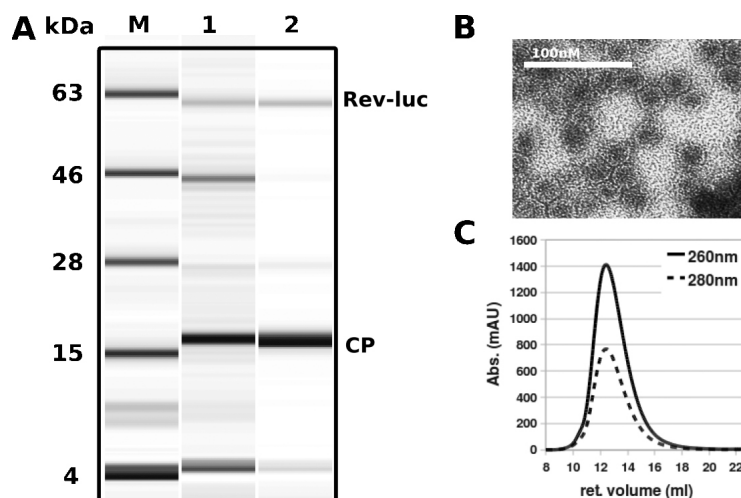 A
kDa M 1 2
63
46
28
15
4
Rev-luc
CP
B
100nM
C
1600
1400
1200
1000
800
600
400
200
0
Abs. (mAU)
260nm
280nm
8 10 12 14 16 18 20 22
ret. volume (ml)